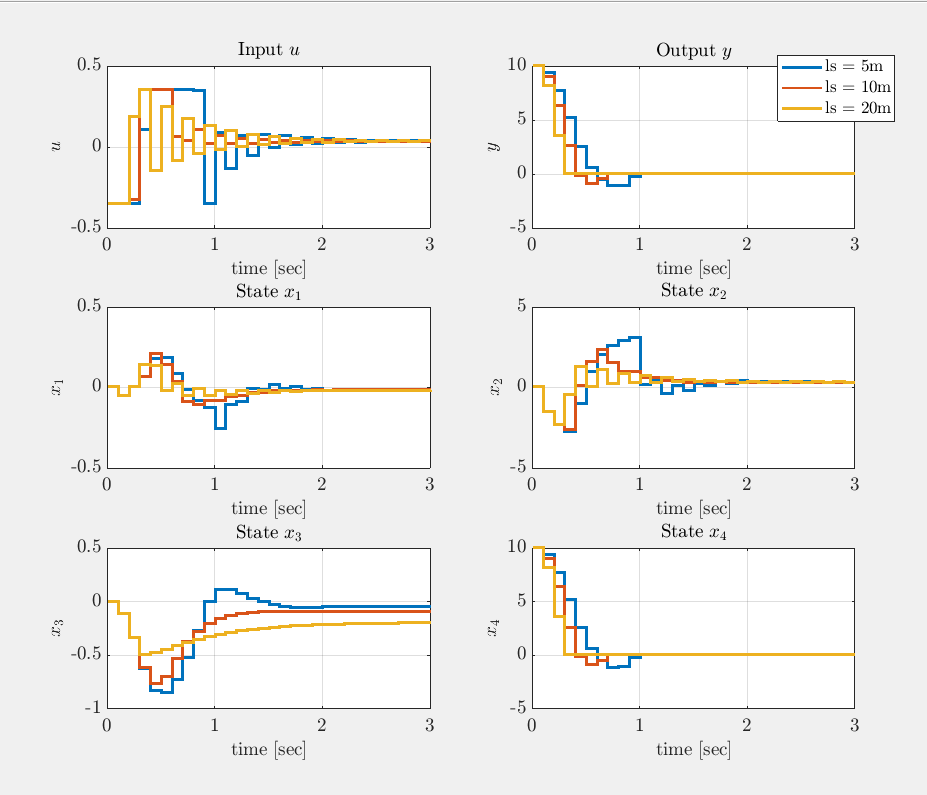 Input u
0.5
0
-0.5
u
0 1 2 3
time [sec]
Output y
10
5
0
-5
y
0 1 2 3
time [sec]
ls = 5m
ls = 10m
ls = 20m
State x₁
0.5
0
-0.5
x₁
0 1 2 3
time [sec]
State x₂
5
0
-5
x₂
0 1 2 3
time [sec]
State x₃
0.5
0
-0.5
-1
x₃
0 1 2 3
time [sec]
State x₄
10
5
0
-5
x₄
0 1 2 3
time [sec]